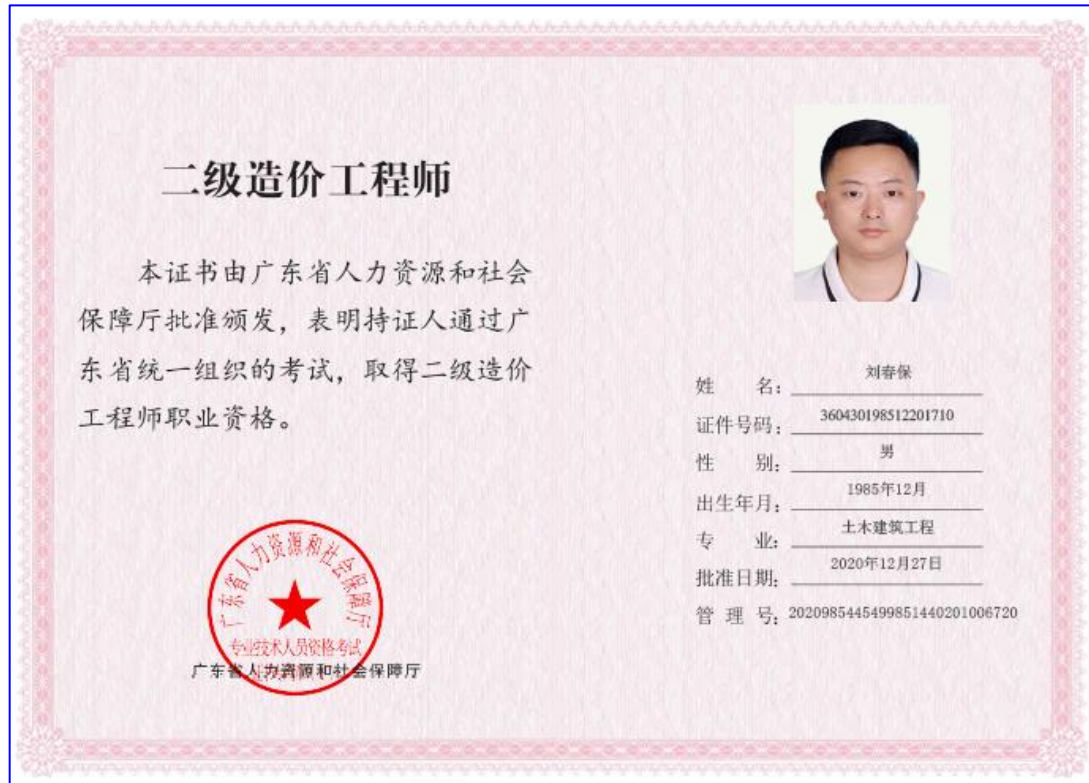 二级造价工程师
本证书由广东省人力资源和社会
保障厅批准颁发，表明持证人通过广
东省统一组织的考试，取得二级造价
工程师职业资格。
广东省人力资源和社会保障厅
专业技术人员资格考试
广东省人力资源和社会保障厅
姓 名：刘春保
证件号码：360430198512201710
性 别：男
出生年月：1985年12月
专 业：土木建筑工程
批准日期：2020年12月27日
管 理 号：20209854454999851440201006720